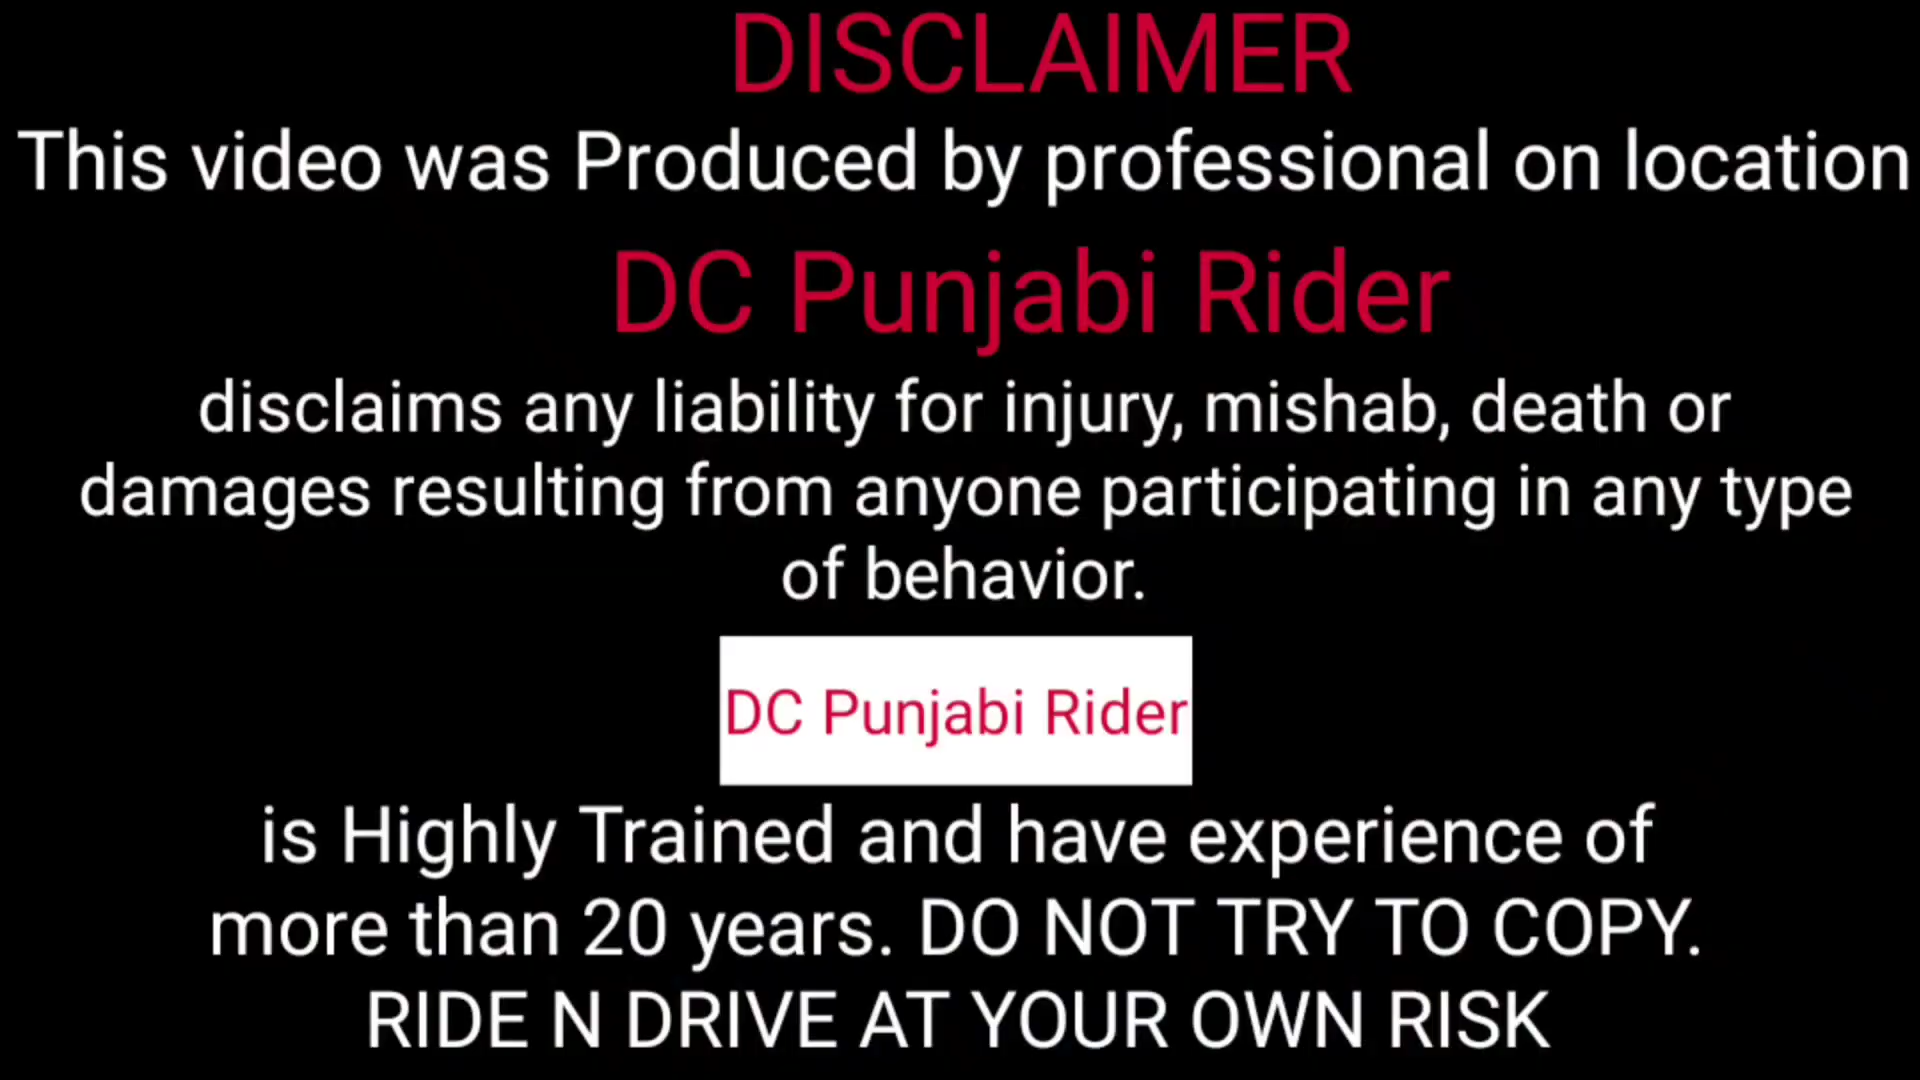 DISCLAIMER
This video was Produced by professional on location
DC Punjabi Rider
disclaims any liability for injury, mishab, death or
damages resulting from anyone participating in any type
of behavior.
DC Punjabi Rider
is Highly Trained and have experience of
more than 20 years. DO NOT TRY TO COPY.
RIDE N DRIVE AT YOUR OWN RISK